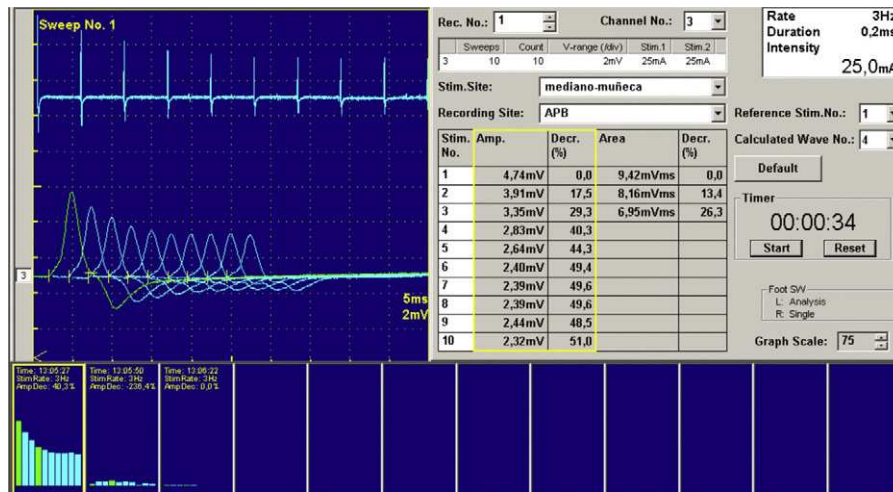 Sweep No. 1
3
5ms
2mV
Rec. No.: 1 Channel No.: 3
Sweeps Count V-range (/div) Stim.1 Stim.2
3 10 10 2mV 25mA 25mA
Stim.Site: mediano-muñeca
Recording Site: APB
Stim. No. Amp. Decr. (%) Area Decr. (%)
1 4,74mV 0,0 9,42mVms 0,0
2 3,91mV 17,5 8,16mVms 13,4
3 3,35mV 29,3 6,95mVms 26,3
4 2,83mV 40,3
5 2,64mV 44,3
6 2,40mV 49,4
7 2,39mV 49,6
8 2,39mV 49,6
9 2,44mV 48,5
10 2,32mV 51,0
Rate 3Hz
Duration 0,2ms
Intensity
25,0mA
Reference Stim.No.: 1
Calculated Wave No.: 4
Default
Timer
00:00:34
Start Reset
Foot SW
L: Analysis
R: Single
Graph Scale: 75
Time: 13:05:27
Stim Rate: 3Hz
Amp Dec: 40,3%
Time: 13:05:50
Stim Rate: 3Hz
Amp Dec: -236,4%
Time: 13:06:22
Stim Rate: 3Hz
Amp Dec: 0,0%